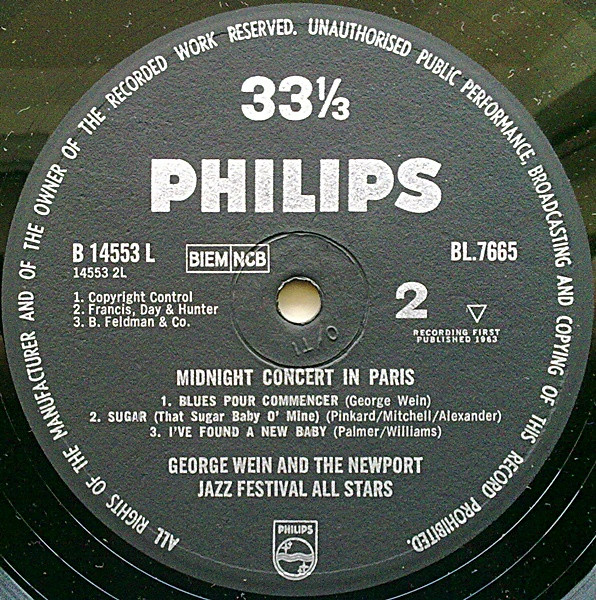 ALL RIGHTS OF THE MANUFACTURER AND OF THE OWNER OF THE RECORDED WORK RESERVED. UNAUTHORISED PUBLIC PERFORMANCE, BROADCASTING AND COPYING OF THIS RECORD PROHIBITED.
33⅓
PHILIPS
B 14553 L
14553 2L
BIEM NCB
BL.7665
1. Copyright Control
2. Francis, Day & Hunter
3. B. Feldman & Co.
2
RECORDING FIRST
PUBLISHED 1963
MIDNIGHT CONCERT IN PARIS
1. BLUES POUR COMMENCER (George Wein)
2. SUGAR (That Sugar Baby O' Mine) (Pinkard/Mitchell/Alexander)
3. I'VE FOUND A NEW BABY (Palmer/Williams)
GEORGE WEIN AND THE NEWPORT
JAZZ FESTIVAL ALL STARS
PHILIPS